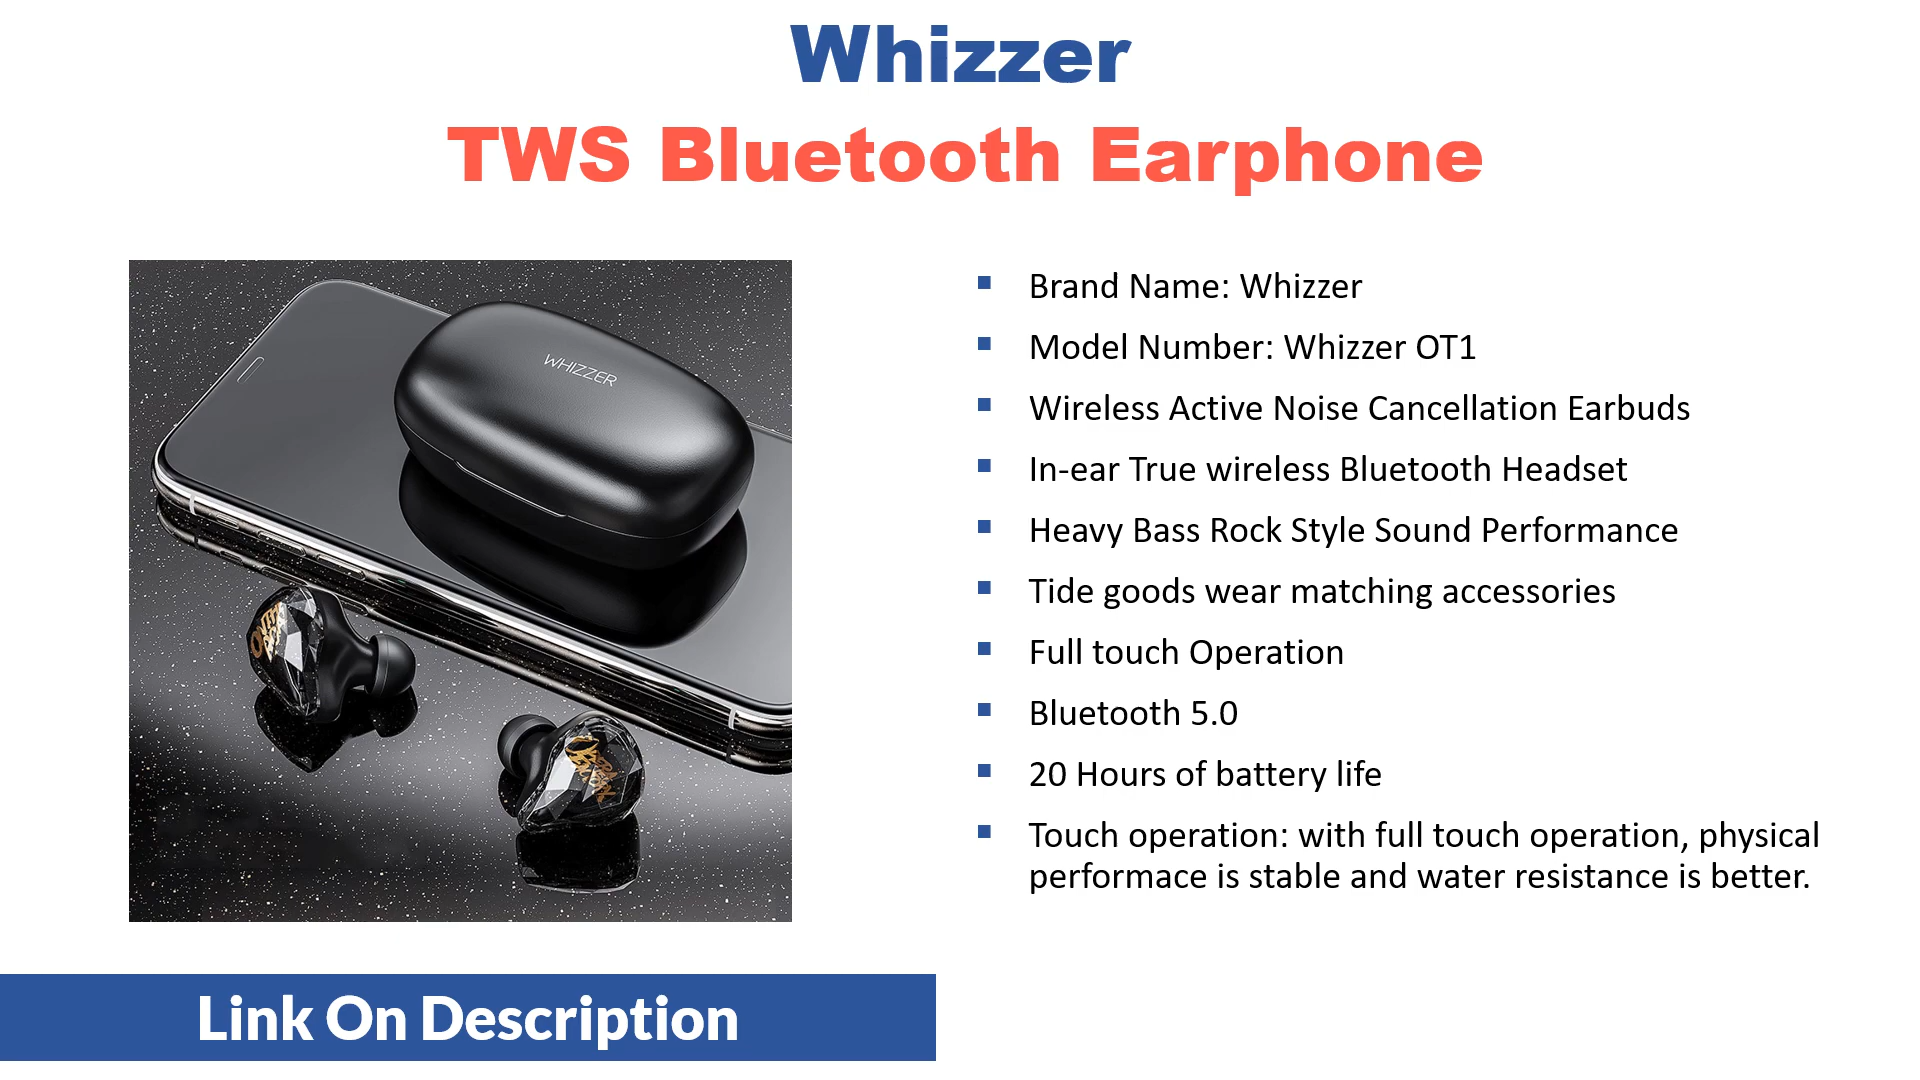 Whizzer
TWS Bluetooth Earphone
WHIZZER
Brand Name: Whizzer
Model Number: Whizzer OT1
Wireless Active Noise Cancellation Earbuds
In-ear True wireless Bluetooth Headset
Heavy Bass Rock Style Sound Performance
Tide goods wear matching accessories
Full touch Operation
Bluetooth 5.0
20 Hours of battery life
Touch operation: with full touch operation, physical
performace is stable and water resistance is better.
Link On Description